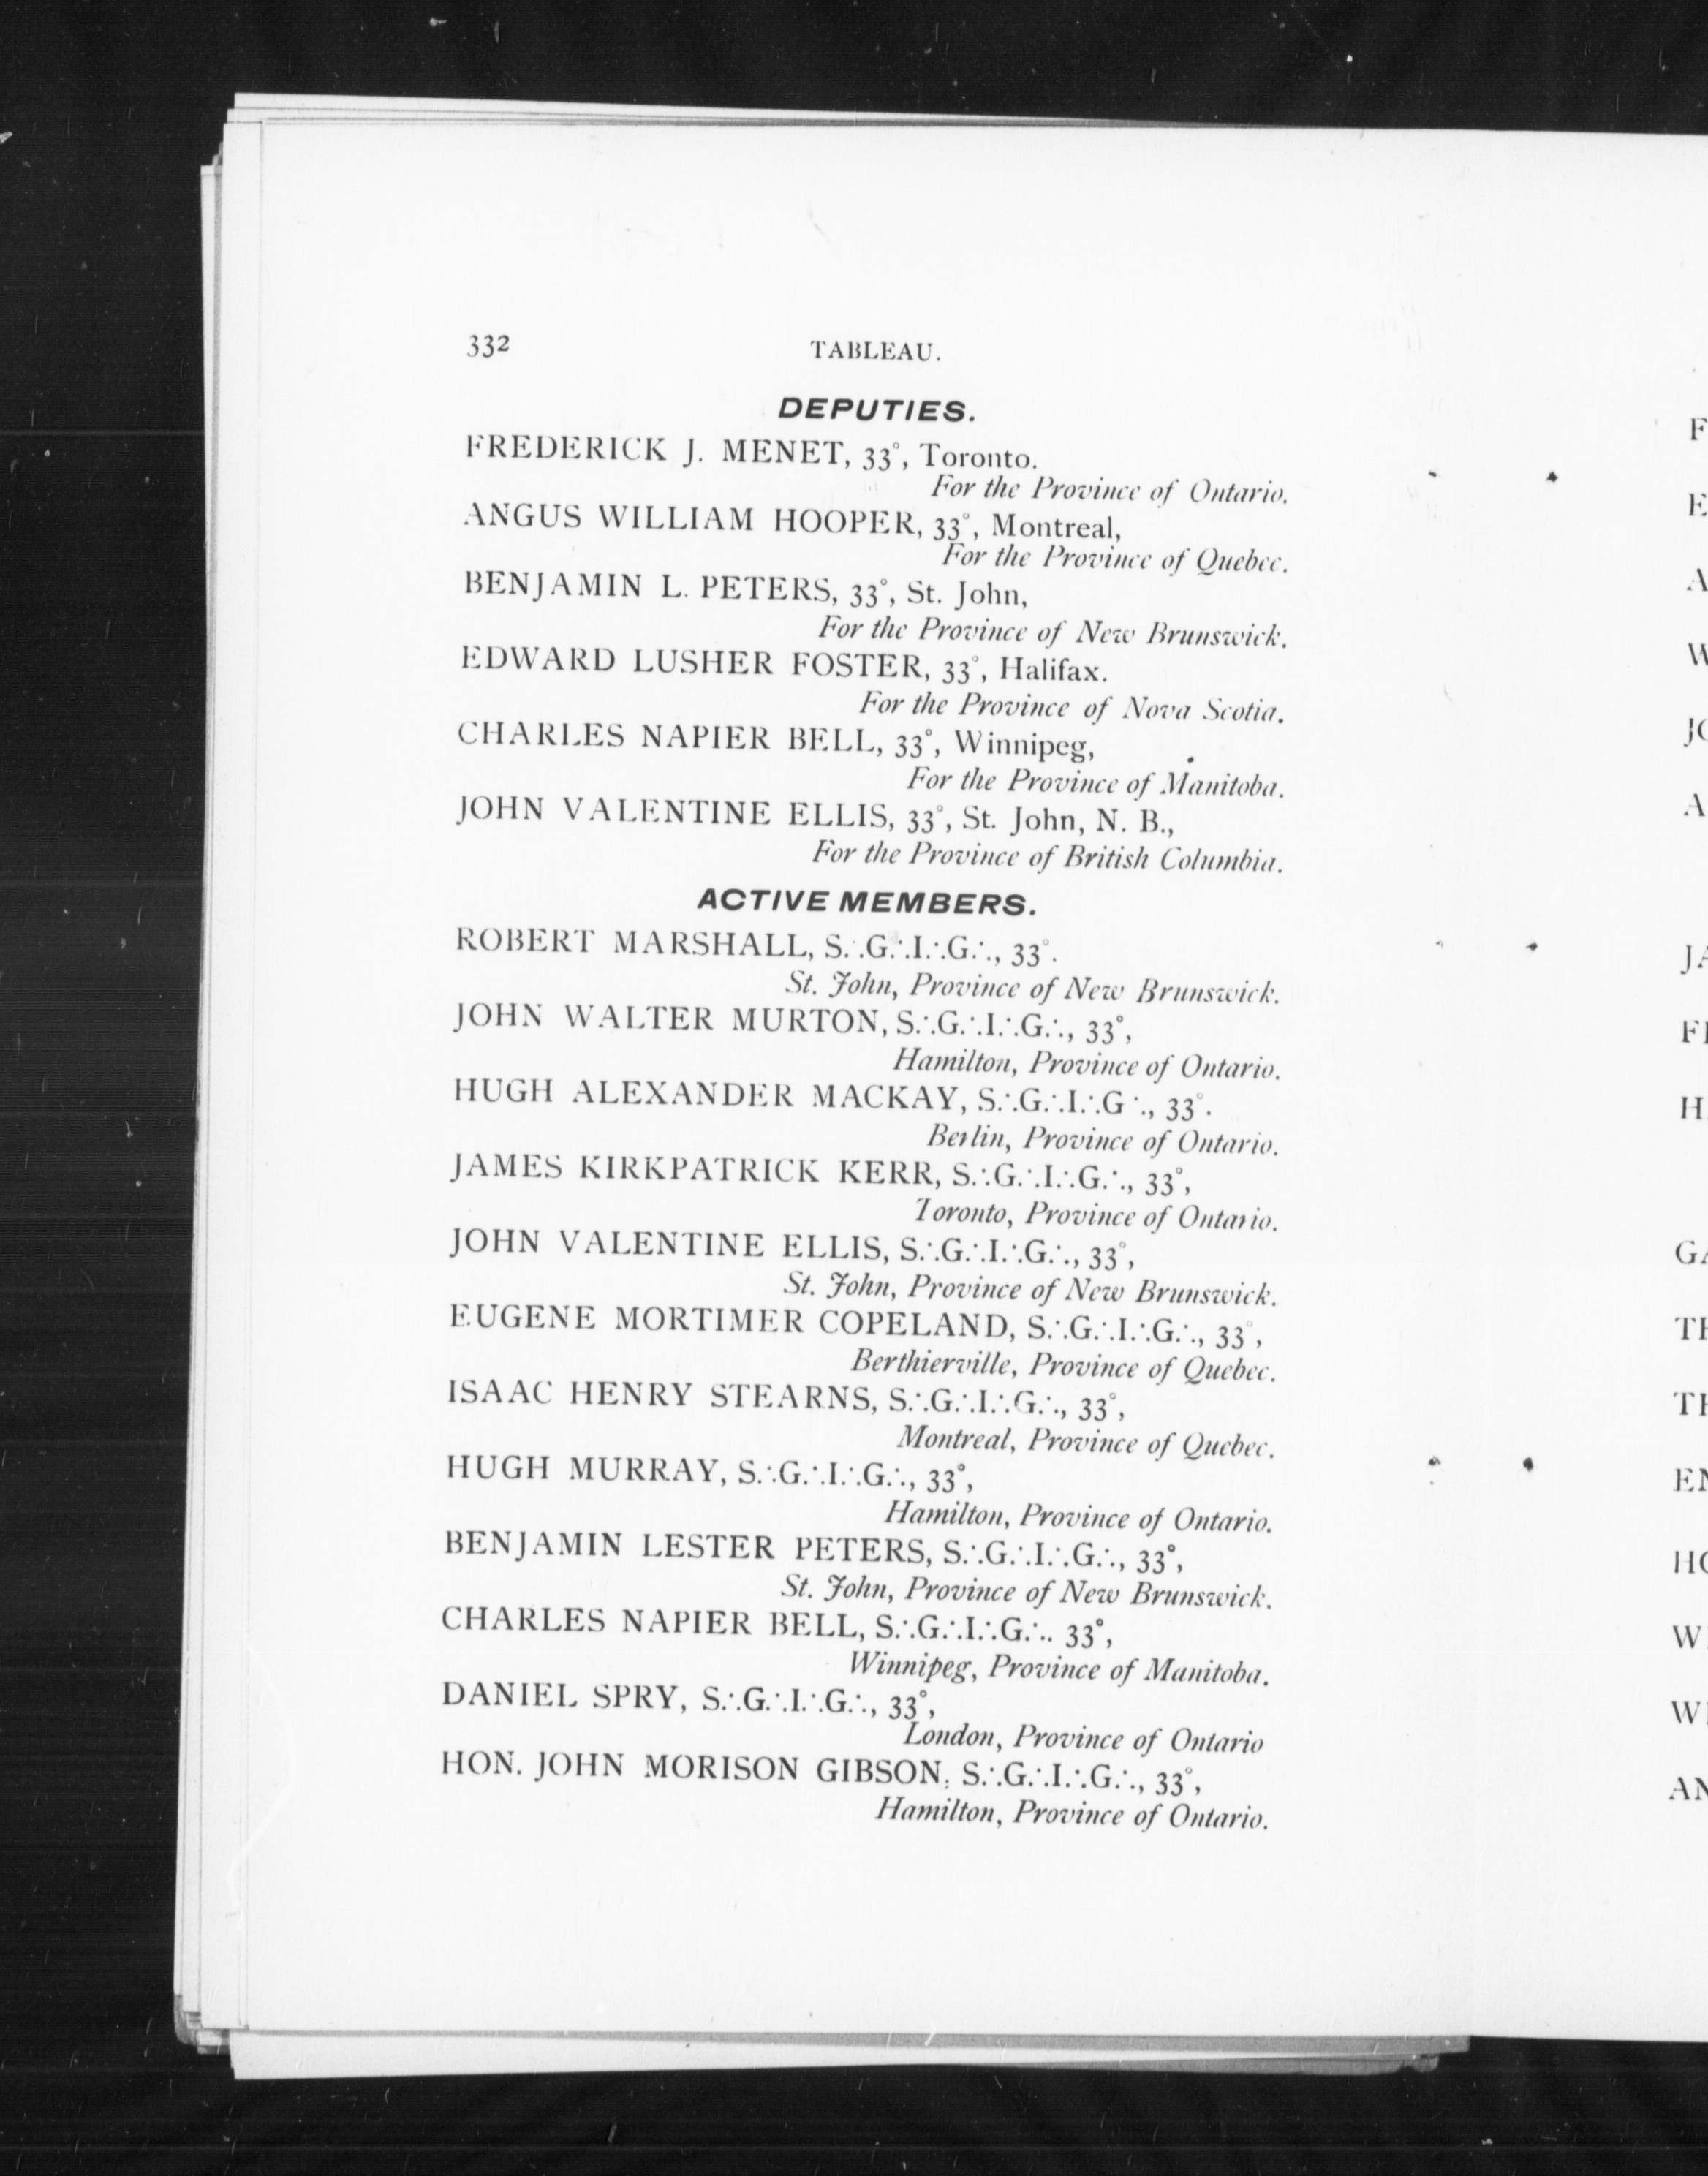 332 TABLEAU.
DEPUTIES.
FREDERICK J. MENET, 33°, Toronto.
For the Province of Ontario.
ANGUS WILLIAM HOOPER, 33°, Montreal,
For the Province of Quebec.
BENJAMIN L. PETERS, 33°, St. John,
For the Province of New Brunswick.
EDWARD LUSHER FOSTER, 33°, Halifax.
For the Province of Nova Scotia.
CHARLES NAPIER BELL, 33°, Winnipeg,
For the Province of Manitoba.
JOHN VALENTINE ELLIS, 33°, St. John, N. B.,
For the Province of British Columbia.
ACTIVE MEMBERS.
ROBERT MARSHALL, S∴G∴I∴G∴, 33°.
St. John, Province of New Brunswick.
JOHN WALTER MURTON, S∴G∴I∴G∴, 33°,
Hamilton, Province of Ontario.
HUGH ALEXANDER MACKAY, S∴G∴I∴G∴, 33°.
Berlin, Province of Ontario.
JAMES KIRKPATRICK KERR, S∴G∴I∴G∴, 33°,
Toronto, Province of Ontario.
JOHN VALENTINE ELLIS, S∴G∴I∴G∴, 33°,
St. John, Province of New Brunswick.
EUGENE MORTIMER COPELAND, S∴G∴I∴G∴, 33°,
Berthierville, Province of Quebec.
ISAAC HENRY STEARNS, S∴G∴I∴G∴, 33°,
Montreal, Province of Quebec.
HUGH MURRAY, S∴G∴I∴G∴, 33°,
Hamilton, Province of Ontario.
BENJAMIN LESTER PETERS, S∴G∴I∴G∴, 33°,
St. John, Province of New Brunswick.
CHARLES NAPIER BELL, S∴G∴I∴G∴. 33°,
Winnipeg, Province of Manitoba.
DANIEL SPRY, S∴G∴I∴G∴, 33°,
London, Province of Ontario
HON. JOHN MORISON GIBSON, S∴G∴I∴G∴, 33°,
Hamilton, Province of Ontario.